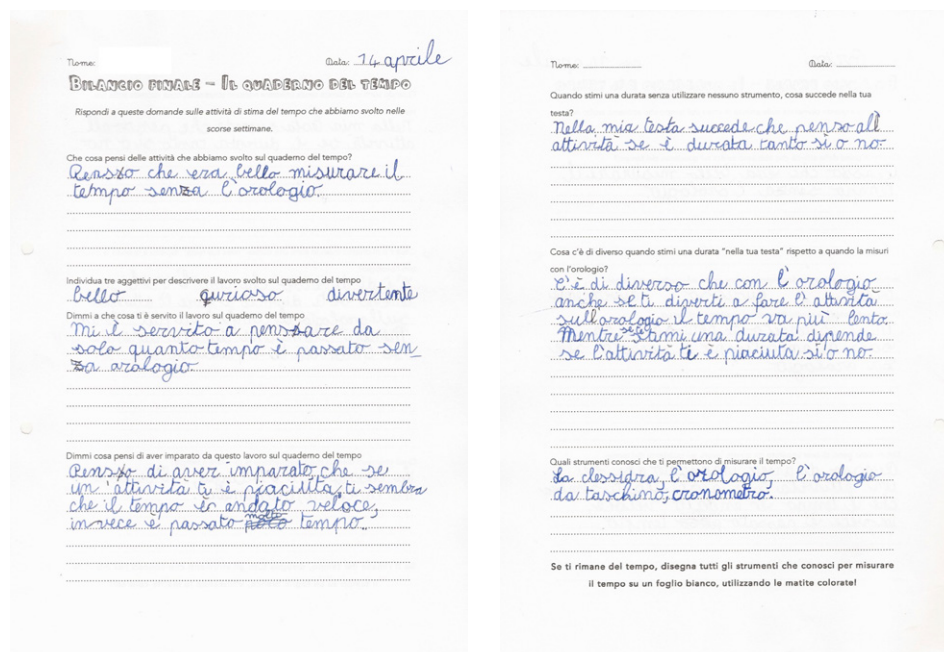 Nome:
Data: 14 aprile
BILANCIO FINALE – IL QUADERNO DEL TEMPO
Rispondi a queste domande sulle attività di stima del tempo che abbiamo svolto nelle
scorse settimane.
Che cosa pensi delle attività che abbiamo svolto sul quaderno del tempo?
Penso che era bello misurare il
tempo senza l'orologio.
Individua tre aggettivi per descrivere il lavoro svolto sul quaderno del tempo
bello qurioso divertente
Dimmi a che cosa ti è servito il lavoro sul quaderno del tempo
Mi è servito a pensare da
solo quanto tempo è passato sen_
za orologio
Dimmi cosa pensi di aver imparato da questo lavoro sul quaderno del tempo
Penso di aver imparato che se
un'attività ti è piaciuta, ti sembra
che il tempo è andato veloce,
invece è passato molto tempo.
Nome:
Data:
Quando stimi una durata senza utilizzare nessuno strumento, cosa succede nella tua
testa?
Nella mia testa succede che penso all
attività se è durata tanto si o no.
Cosa c'è di diverso quando stimi una durata "nella tua testa" rispetto a quando la misuri
con l'orologio?
C'è di diverso che con l'orologio
anche se ti diverti a fare l'attività
sull'orologio il tempo va più lento.
Mentre se te stimi una durata dipende
se l'attività ti è piaciuta si o no.
Quali strumenti conosci che ti permettono di misurare il tempo?
La clessidra, l'orologio, l'orologio
da taschino, cronometro.
Se ti rimane del tempo, disegna tutti gli strumenti che conosci per misurare
il tempo su un foglio bianco, utilizzando le matite colorate!